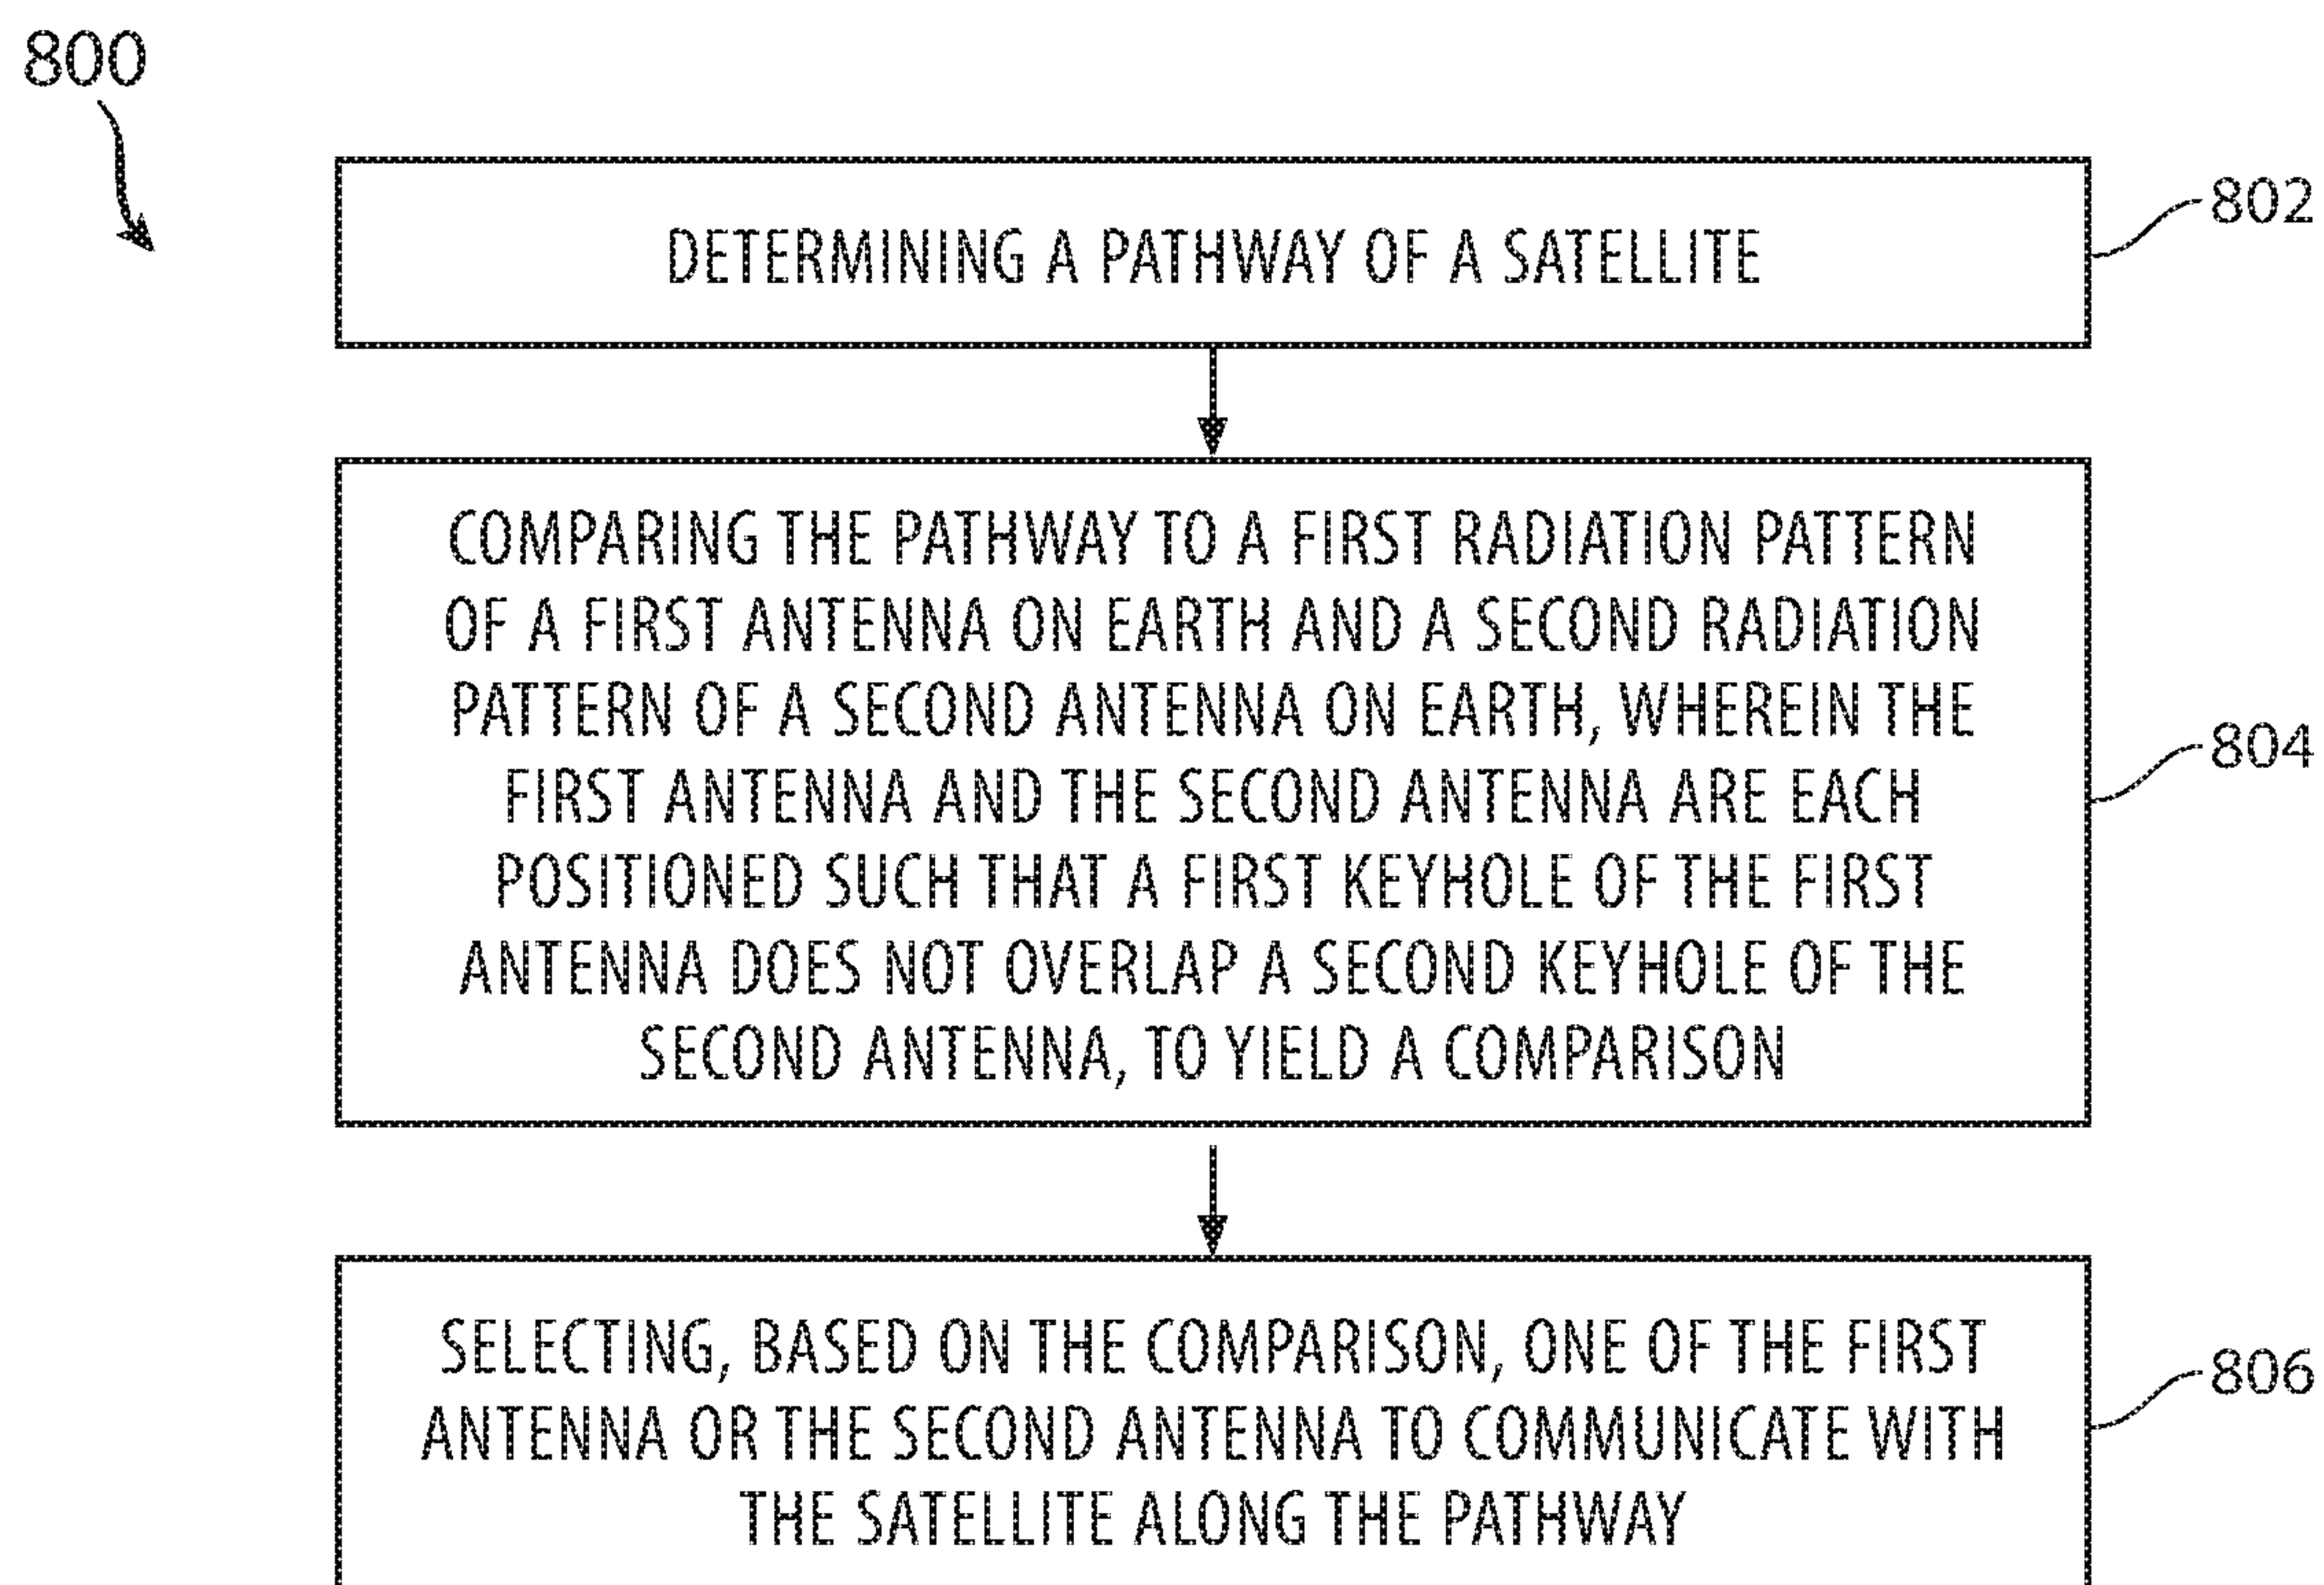 800
DETERMINING A PATHWAY OF A SATELLITE
802
COMPARING THE PATHWAY TO A FIRST RADIATION PATTERN
OF A FIRST ANTENNA ON EARTH AND A SECOND RADIATION
PATTERN OF A SECOND ANTENNA ON EARTH, WHEREIN THE
FIRST ANTENNA AND THE SECOND ANTENNA ARE EACH
POSITIONED SUCH THAT A FIRST KEYHOLE OF THE FIRST
ANTENNA DOES NOT OVERLAP A SECOND KEYHOLE OF THE
SECOND ANTENNA, TO YIELD A COMPARISON
804
SELECTING, BASED ON THE COMPARISON, ONE OF THE FIRST
ANTENNA OR THE SECOND ANTENNA TO COMMUNICATE WITH
THE SATELLITE ALONG THE PATHWAY
806